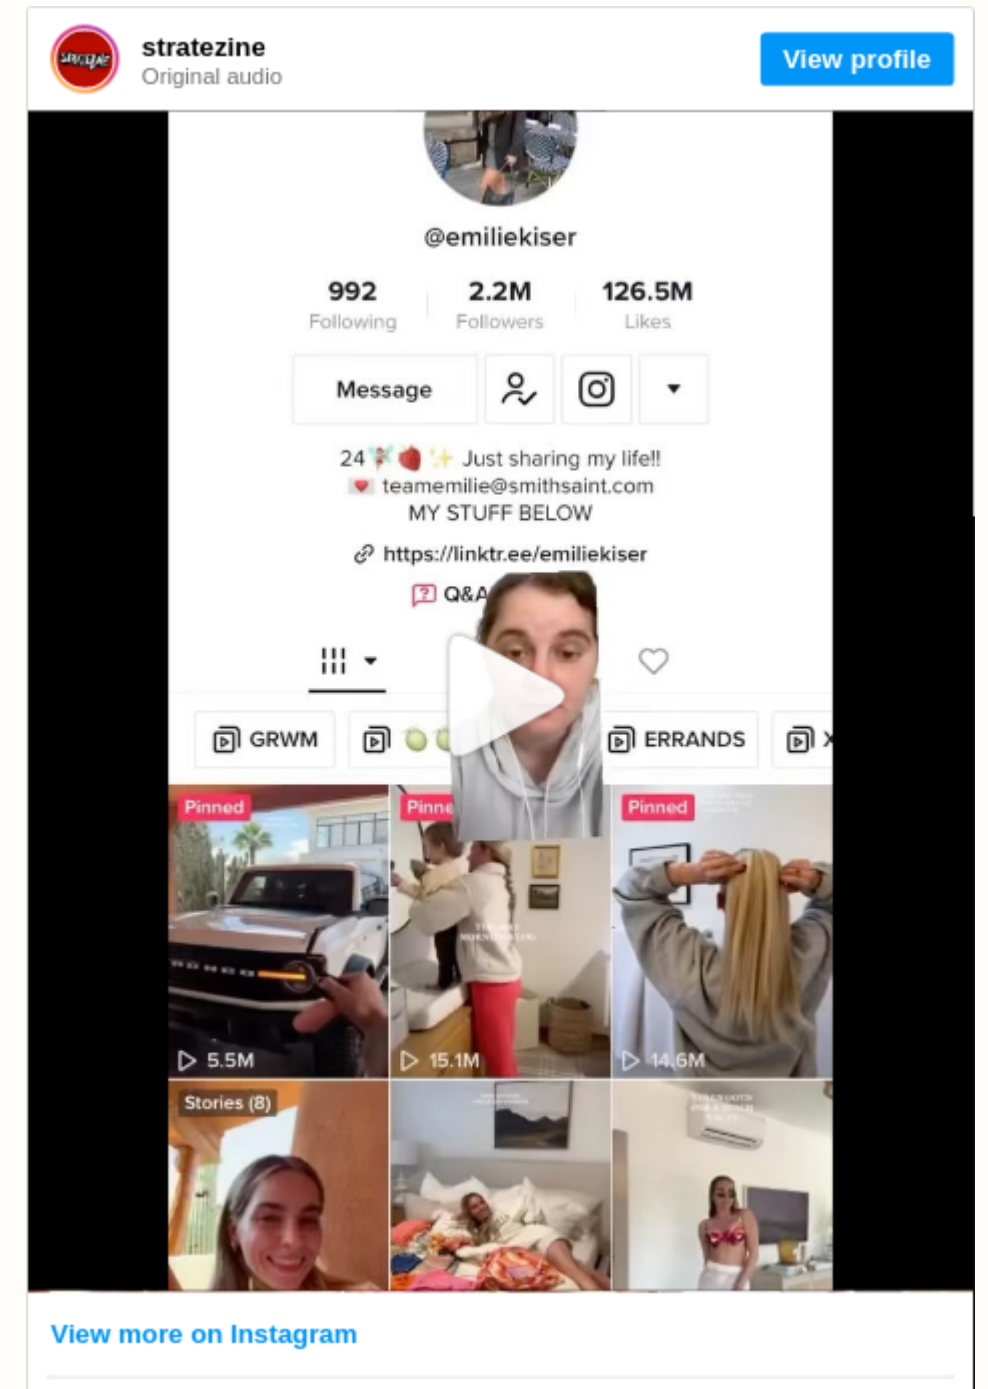 STRATEZINE
stratezine
Original audio
View profile
@emiliekiser
992 2.2M 126.5M
Following Followers Likes
Message
24🧚🍓✨ Just sharing my life!!
💌 teamemilie@smithsaint.com
MY STUFF BELOW
https://linktr.ee/emiliekiser
Q&A
GRWM 🍈🍈 ERRANDS X
Pinned Pinne Pinned
5.5M 15.1M 14.6M
Stories (8)
View more on Instagram